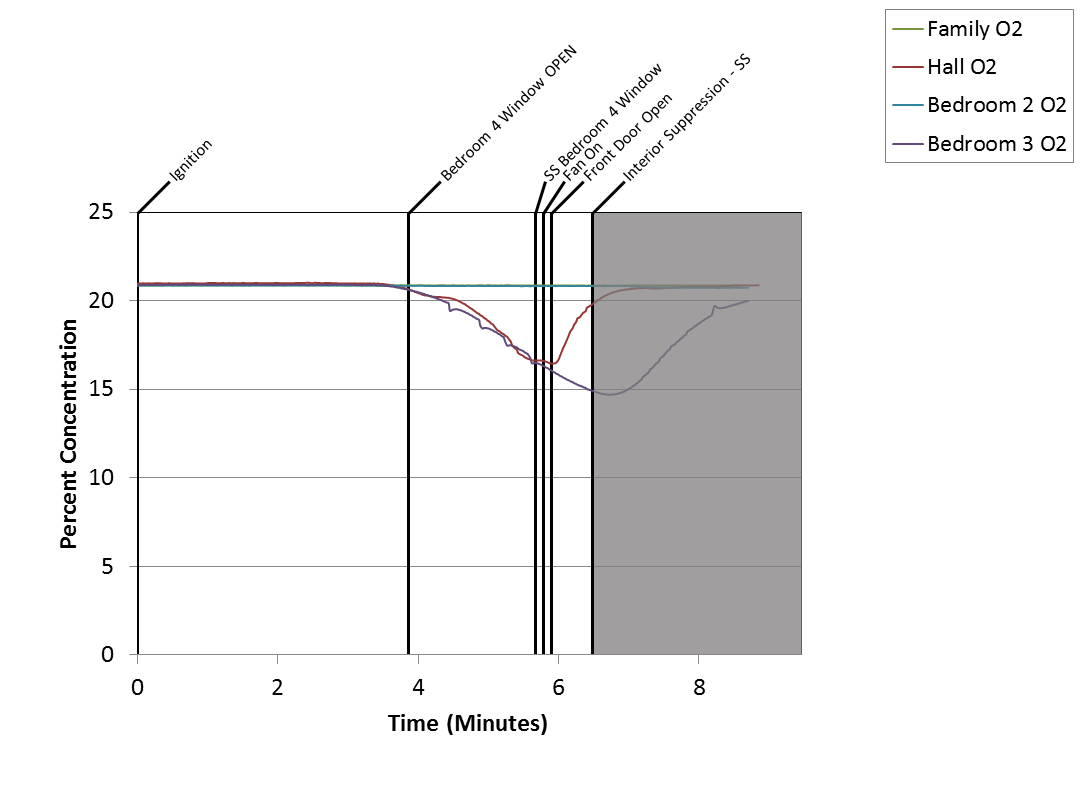 Family O2
Hall O2
Bedroom 2 O2
Bedroom 3 O2
Ignition
Bedroom 4 Window OPEN
SS Bedroom 4 Window
Fan On
Front Door Open
Interior Suppression - SS
25
20
15
10
5
0
Percent Concentration
0 2 4 6 8
Time (Minutes)